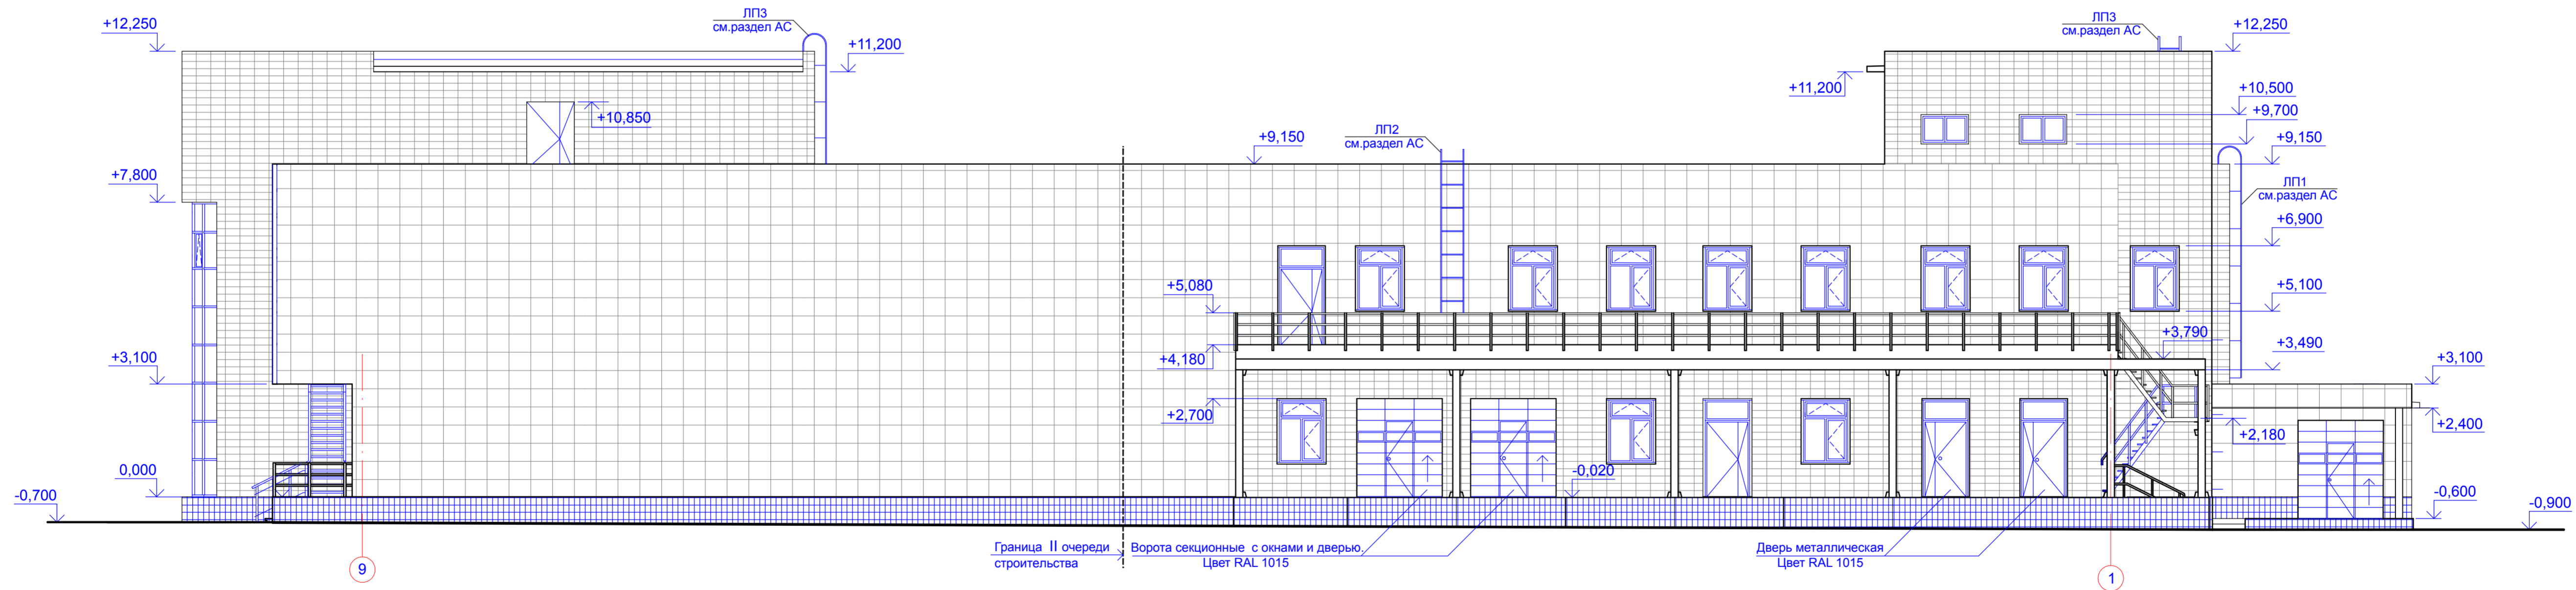 ЛП3
см.раздел АС
ЛП3
см.раздел АС
+12,250
+12,250
+11,200
+11,200
+10,850
+10,500
+9,700
+9,150
ЛП2
см.раздел АС
+9,150
+7,800
ЛП1
см.раздел АС
+6,900
+5,080
+5,100
+4,180
+3,790
+3,490
+3,100
+3,100
+2,700
+2,400
+2,180
0,000
-0,020
-0,700
-0,600
-0,900
Граница II очереди
строительства
Ворота секционные с окнами и дверью.
Цвет RAL 1015
Дверь металлическая
Цвет RAL 1015
9
1